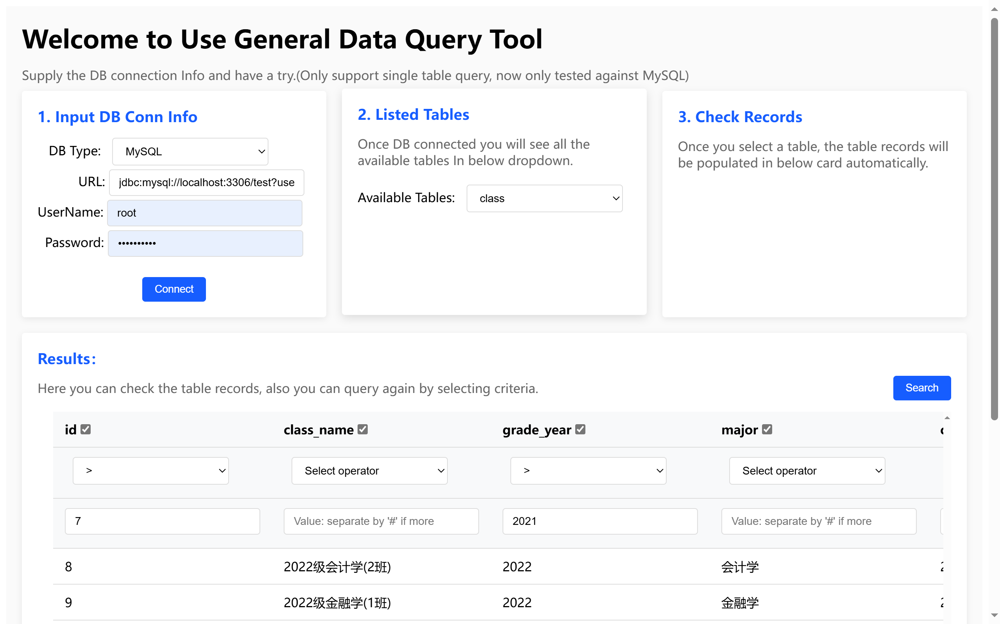 Welcome to Use General Data Query Tool
Supply the DB connection Info and have a try.(Only support single table query, now only tested against MySQL)
1. Input DB Conn Info
DB Type: MySQL
URL: jdbc:mysql://localhost:3306/test?use
UserName: root
Password: ••••••••••
Connect
2. Listed Tables
Once DB connected you will see all the
available tables In below dropdown.
Available Tables: class
3. Check Records
Once you select a table, the table records will
be populated in below card automatically.
Results:
Here you can check the table records, also you can query again by selecting criteria.
Search
id class_name grade_year major
> Select operator > Select operator
7 Value: separate by '#' if more 2021 Value: separate by '#' if more
8 2022级会计学(2班) 2022 会计学
9 2022级金融学(1班) 2022 金融学